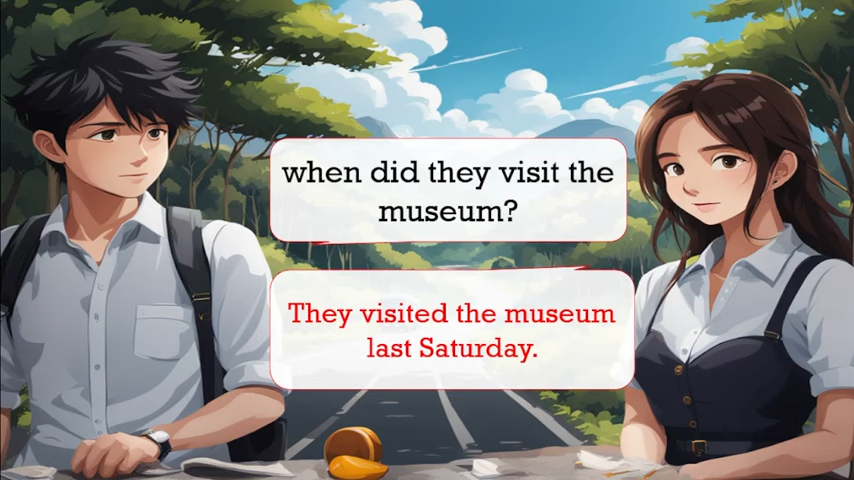 when did they visit the
museum?
They visited the museum
last Saturday.